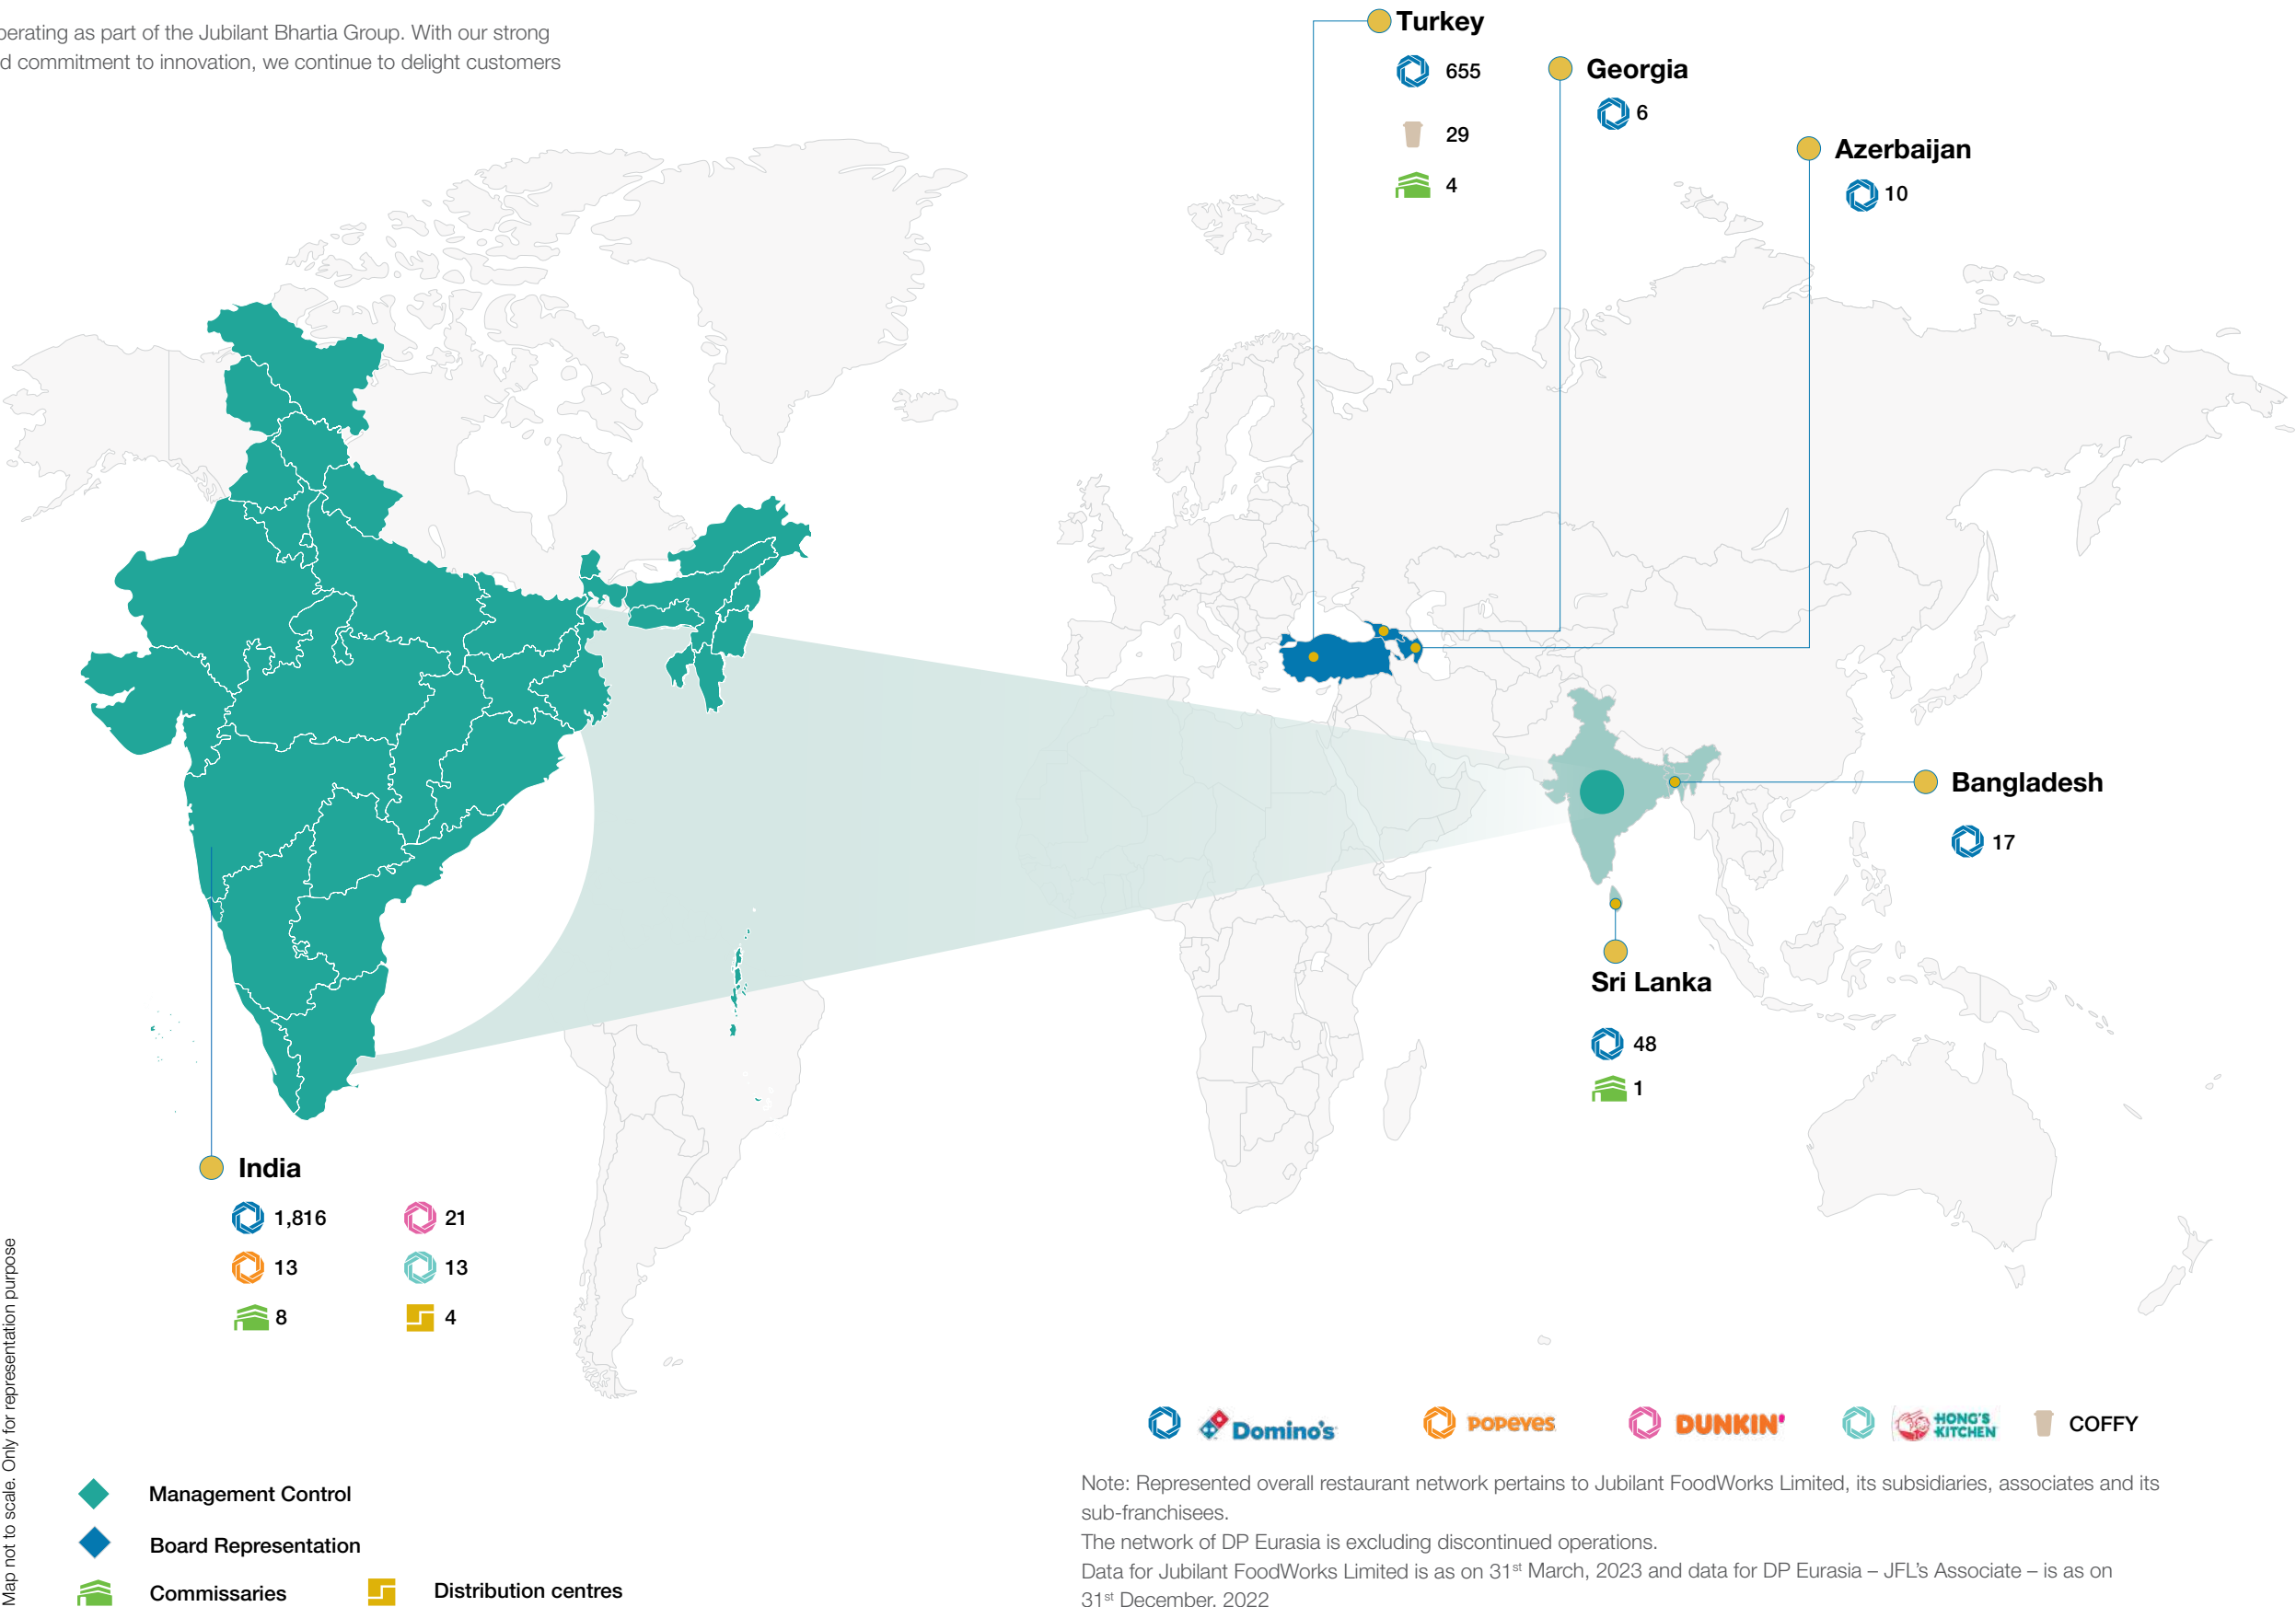 perating as part of the Jubilant Bhartia Group. With our strong
d commitment to innovation, we continue to delight customers
Turkey
655
29
4
Georgia
6
Azerbaijan
10
Bangladesh
17
Sri Lanka
48
1
India
1,816
21
13
13
8
4
Map not to scale. Only for representation purpose
Domino's
POPEYES
DUNKIN'
HONG'S
KITCHEN
COFFY
Management Control
Board Representation
Commissaries
Distribution centres
Note: Represented overall restaurant network pertains to Jubilant FoodWorks Limited, its subsidiaries, associates and its
sub-franchisees.
The network of DP Eurasia is excluding discontinued operations.
Data for Jubilant FoodWorks Limited is as on 31st March, 2023 and data for DP Eurasia – JFL's Associate – is as on
31st December, 2022